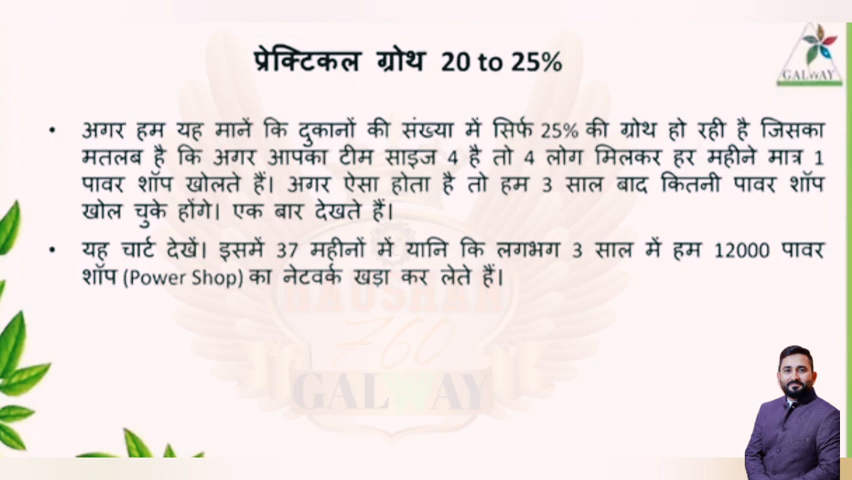 प्रेक्टिकल ग्रोथ 20 to 25%
GALWAY
• अगर हम यह मानें कि दुकानों की संख्या में सिर्फ 25% की ग्रोथ हो रही है जिसका
मतलब है कि अगर आपका टीम साइज 4 है तो 4 लोग मिलकर हर महीने मात्र 1
पावर शॉप खोलते हैं। अगर ऐसा होता है तो हम 3 साल बाद कितनी पावर शॉप
खोल चुके होंगे। एक बार देखते हैं।
• यह चार्ट देखें। इसमें 37 महीनों में यानि कि लगभग 3 साल में हम 12000 पावर
शॉप (Power Shop) का नेटवर्क खड़ा कर लेते हैं।
760
GALWAY